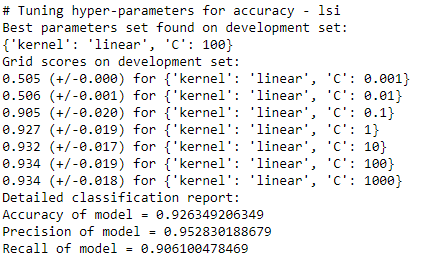 # Tuning hyper-parameters for accuracy - lsi
Best parameters set found on development set:
{'kernel': 'linear', 'C': 100}
Grid scores on development set:
0.505 (+/-0.000) for {'kernel': 'linear', 'C': 0.001}
0.506 (+/-0.001) for {'kernel': 'linear', 'C': 0.01}
0.905 (+/-0.020) for {'kernel': 'linear', 'C': 0.1}
0.927 (+/-0.019) for {'kernel': 'linear', 'C': 1}
0.932 (+/-0.017) for {'kernel': 'linear', 'C': 10}
0.934 (+/-0.019) for {'kernel': 'linear', 'C': 100}
0.934 (+/-0.018) for {'kernel': 'linear', 'C': 1000}
Detailed classification report:
Accuracy of model = 0.926349206349
Precision of model = 0.952830188679
Recall of model = 0.906100478469